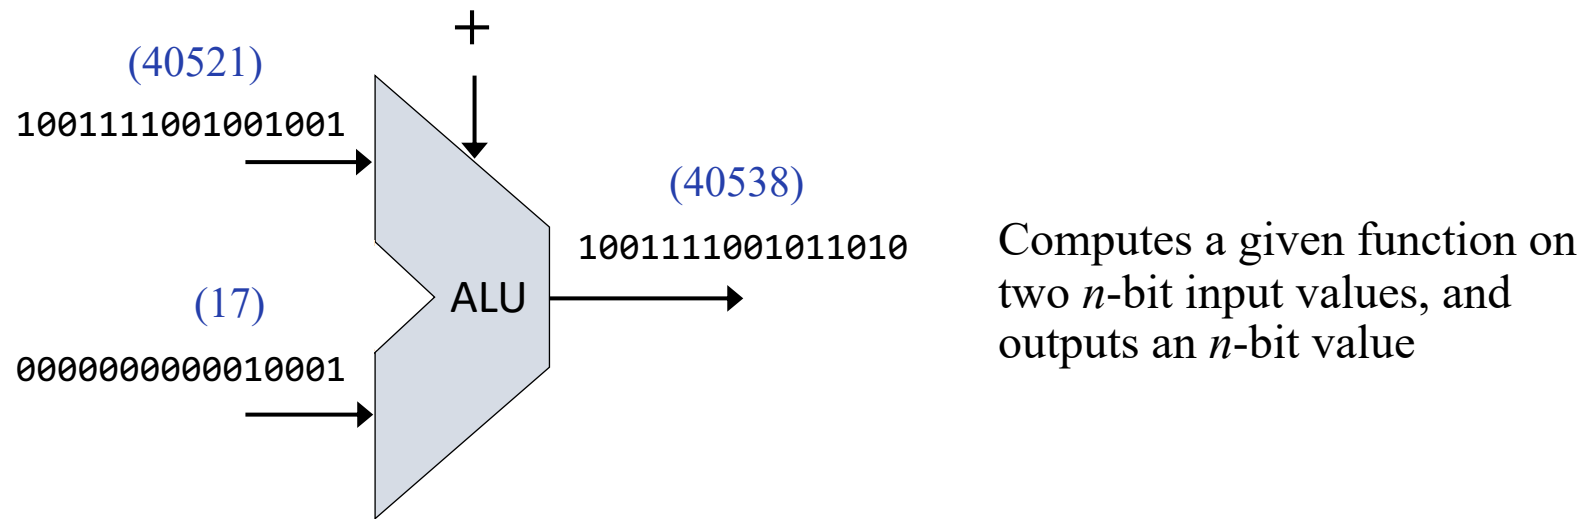 +
(40521)
1001111001001001
(40538)
1001111001011010
(17)
ALU
0000000000010001
Computes a given function on
two n-bit input values, and
outputs an n-bit value